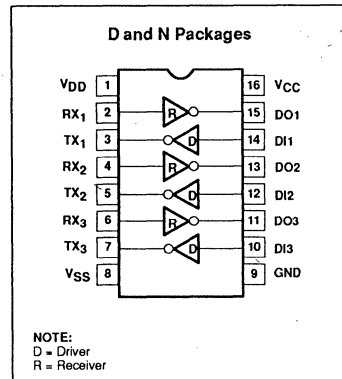 D and N Packages
VDD 1 16 VCC
RX1 2 R 15 DO1
TX1 3 D 14 DI1
RX2 4 R 13 DO2
TX2 5 D 12 DI2
RX3 6 R 11 DO3
TX3 7 D 10 DI3
VSS 8 9 GND
NOTE:
D = Driver
R = Receiver